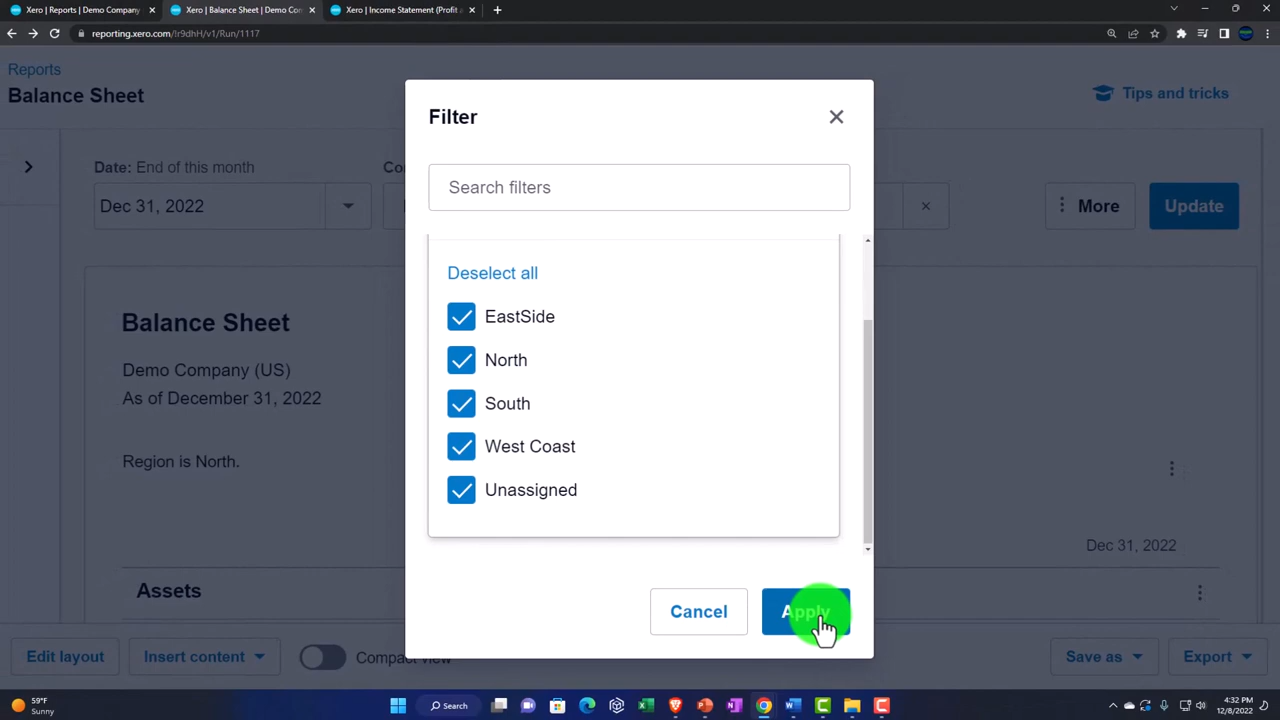 Xero | Reports | Demo Company
Xero | Balance Sheet | Demo Co
Xero | Income Statement (Profit a
reporting.xero.com/!r9dhH/v1/Run/1117
Reports
Balance Sheet
Tips and tricks
Date: End of this month
Dec 31, 2022
More
Update
Balance Sheet
Demo Company (US)
As of December 31, 2022
Region is North.
Dec 31, 2022
Assets
Filter
Search filters
Deselect all
EastSide
North
South
West Coast
Unassigned
Cancel
Apply
Edit layout
Insert content
Compact view
Save as
Export
59°F
Sunny
Search
4:32 PM
12/8/2022